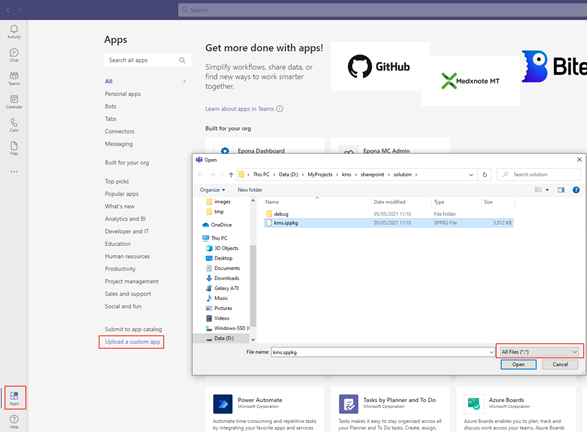 Search
Activity
Chat
Teams
Calendar
Calls
Files
Apps
Help
Apps
Search all apps
All
Personal apps
Bots
Tabs
Connectors
Messaging
Built for your org
Top picks
Popular apps
What's new
Analytics and BI
Developer and IT
Education
Human resources
Productivity
Project management
Sales and support
Social and fun
Submit to app catalog
Upload a custom app
Get more done with apps!
Simplify workflows, share data, or
find new ways to work smarter
together.
Learn about apps in Teams
GitHub
Medxnote MT
Bite
Built for your org
Epona Dashboard
Epona MC Admin
Open
This PC > Data (D:) > MyProjects > kms > sharepoint > solution >
Search solution
Organize
New folder
images
tmp
OneDrive
This PC
3D Objects
Desktop
Documents
Downloads
Galaxy A70
Music
Pictures
Videos
Windows-SSD (
Data (D:)
Name Date modified Type Size
debug 05/05/2021 11:10 File folder
kms.sppkg 05/05/2021 11:10 SPPKG File 5.812 KB
File name: kms.sppkg
All Files (*.*)
Open Cancel
Power Automate
Microsoft Corporation
Automate time-consuming and repetitive tasks
by integrating your favorite apps and services
Tasks by Planner and To Do
Microsoft Corporation
Tasks makes it easy to stay organized across all
your Planner and To Do tasks. Create, assign,
Azure Boards
Microsoft Corporation
Azure Boards enables you to plan, track and
discuss work across your teams. Azure Boards